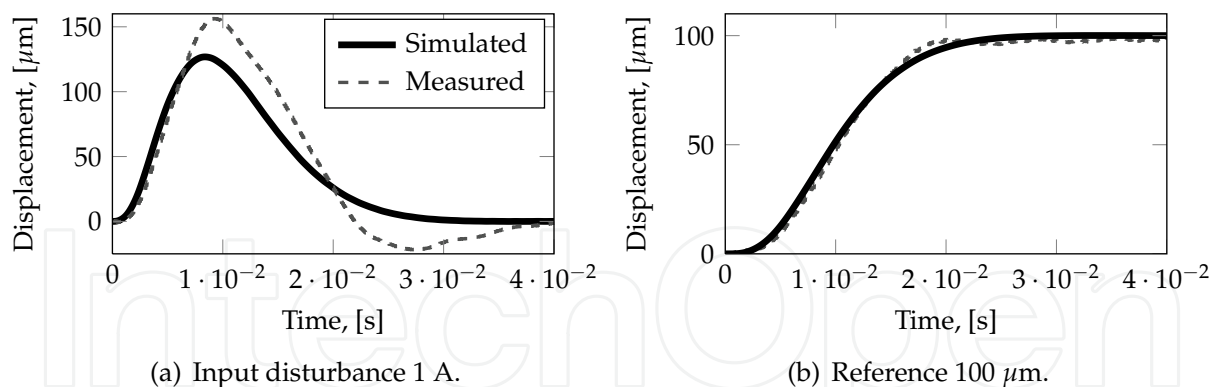 Displacement, [μm]
150
100
50
0
Simulated
Measured
0
1 · 10⁻²
2 · 10⁻²
3 · 10⁻²
4 · 10⁻²
Time, [s]
(a) Input disturbance 1 A.
Displacement, [μm]
100
50
0
0
1 · 10⁻²
2 · 10⁻²
3 · 10⁻²
4 · 10⁻²
Time, [s]
(b) Reference 100 μm.
IntechOpen